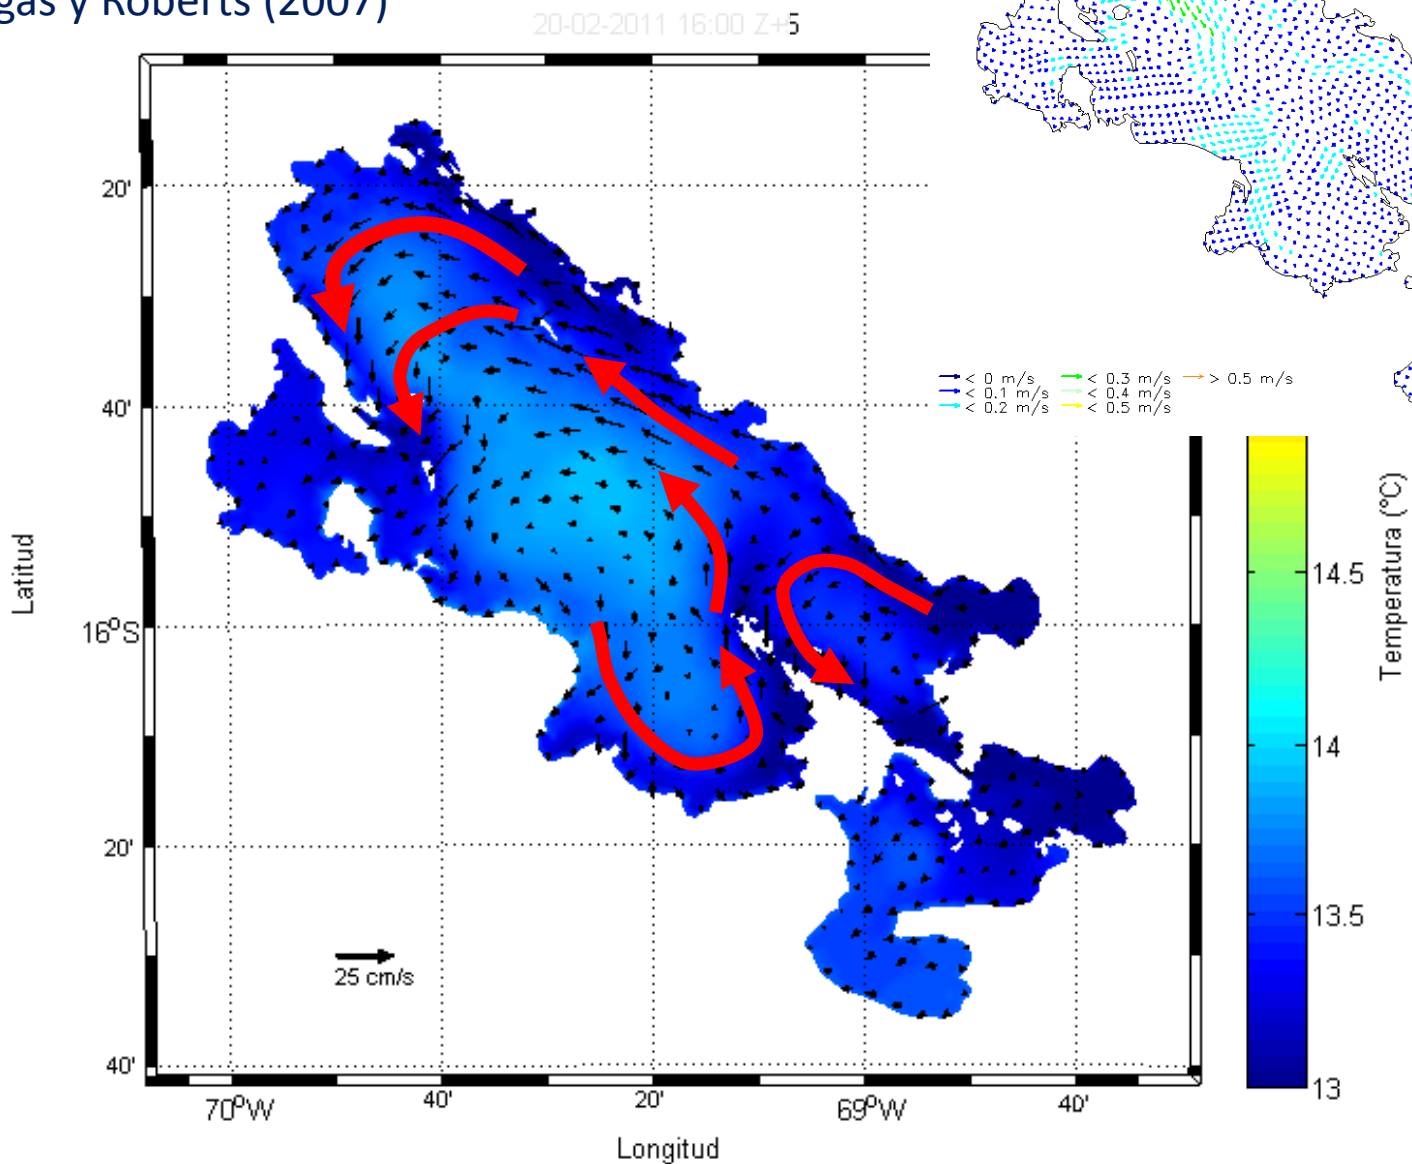 gas y Roberts (2007)
20-02-2011 16:00 Z+5
< 0 m/s
< 0.1 m/s
< 0.2 m/s
< 0.3 m/s
< 0.4 m/s
< 0.5 m/s
> 0.5 m/s
20'
40'
16°S
20'
40'
Latitud
25 cm/s
70°W
40'
20'
69°W
40'
Longitud
14.5
14
13.5
13
Temperatura (°C)